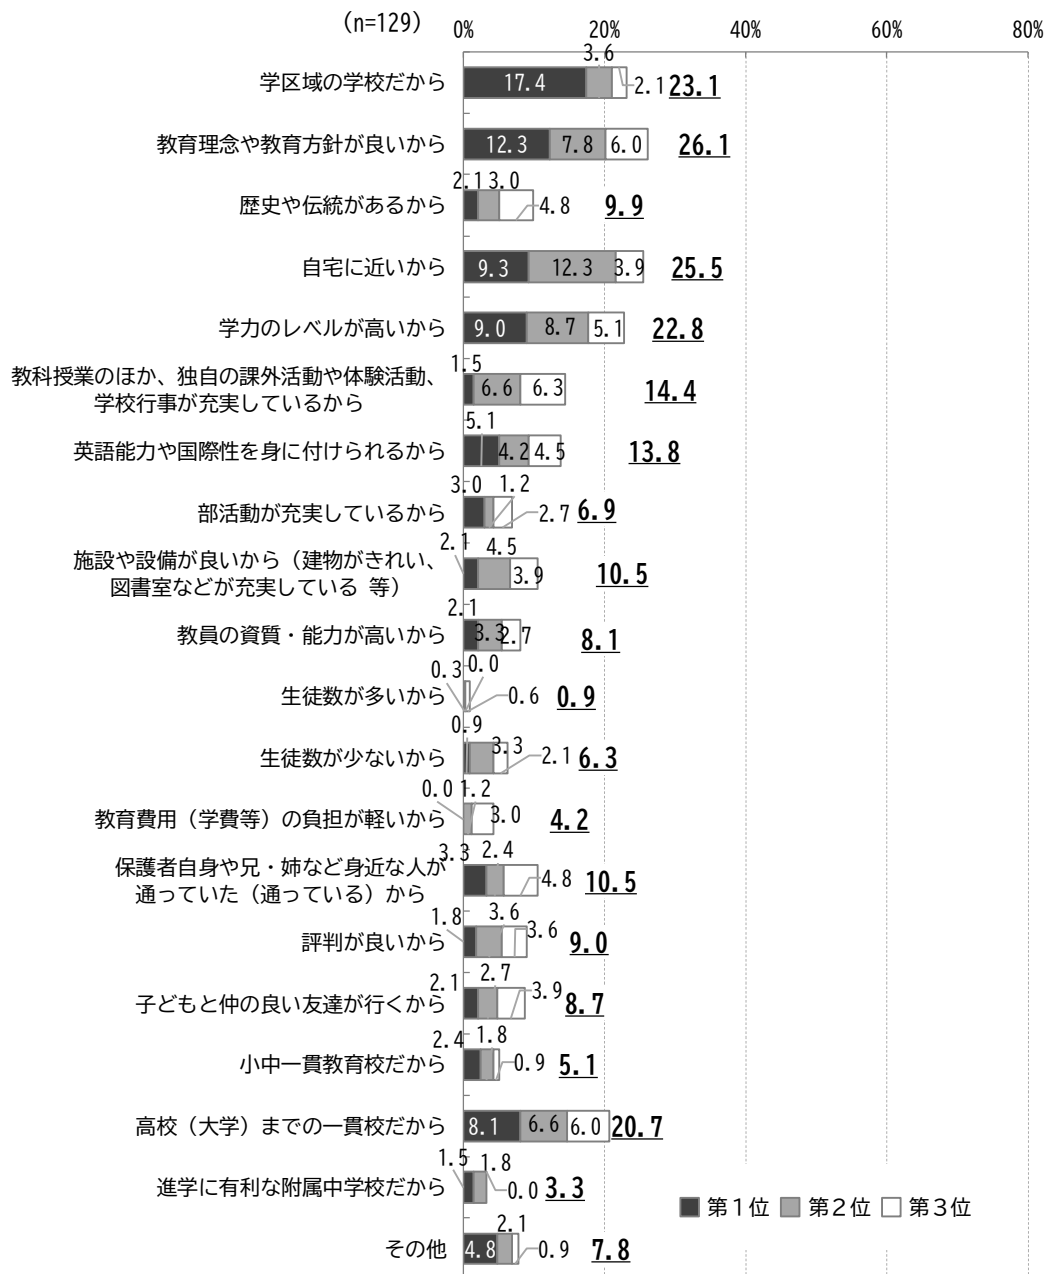 (n=129)
0% 20% 40% 60% 80%
学区域の学校だから 17.4 3.6 2.1 23.1
教育理念や教育方針が良いから 12.3 7.8 6.0 26.1
歴史や伝統があるから 2.1 3.0 4.8 9.9
自宅に近いから 9.3 12.3 3.9 25.5
学力のレベルが高いから 9.0 8.7 5.1 22.8
教科授業のほか、独自の課外活動や体験活動、
学校行事が充実しているから 1.5 6.6 6.3 14.4
英語能力や国際性を身に付けられるから 5.1 4.2 4.5 13.8
部活動が充実しているから 3.0 1.2 2.7 6.9
施設や設備が良いから（建物がきれい、
図書室などが充実している 等） 2.1 4.5 3.9 10.5
教員の資質・能力が高いから 2.1 3.3 2.7 8.1
生徒数が多いから 0.3 0.0 0.6 0.9
生徒数が少ないから 0.9 3.3 2.1 6.3
教育費用（学費等）の負担が軽いから 0.0 1.2 3.0 4.2
保護者自身や兄・姉など身近な人が
通っていた（通っている）から 3.3 2.4 4.8 10.5
評判が良いから 1.8 3.6 3.6 9.0
子どもと仲の良い友達が行くから 2.1 2.7 3.9 8.7
小中一貫教育校だから 2.4 1.8 0.9 5.1
高校（大学）までの一貫校だから 8.1 6.6 6.0 20.7
進学に有利な附属中学校だから 1.5 1.8 0.0 3.3
その他 4.8 2.1 0.9 7.8
第１位 第２位 第３位